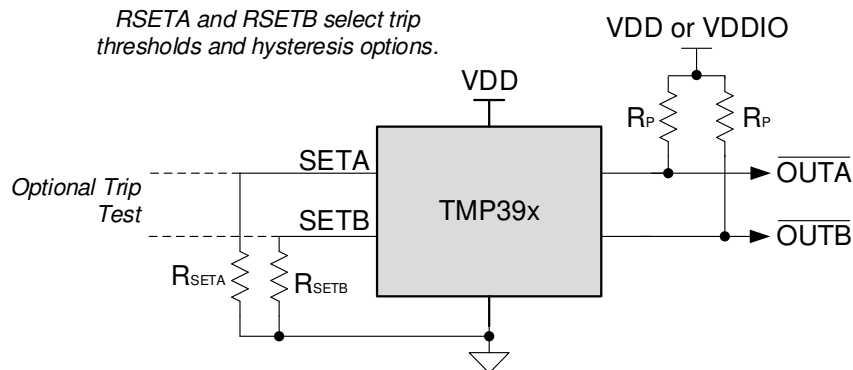 RSETA and RSETB select trip
thresholds and hysteresis options.
VDD or VDDIO
VDD
RP
RP
SETA
OUTA
Optional Trip
Test
TMP39x
SETB
OUTB
RSETA
RSETB